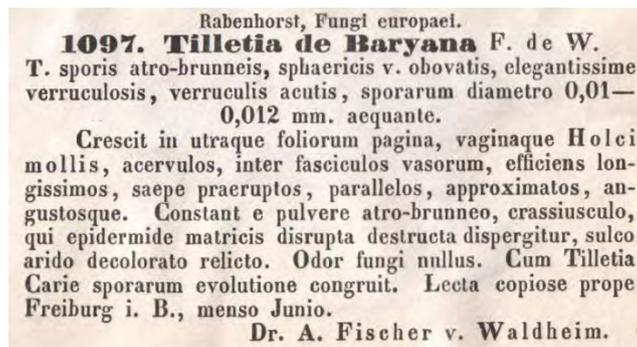 Rabenhorst, Fungi europaei.
1097. Tilletia de Baryana F. de W.
T. sporis atro-brunneis, sphaericis v. obovatis, elegantissime
verruculosis, verruculis acutis, sporarum diametro 0,01—
0,012 mm. aequante.
Crescit in utraque foliorum pagina, vaginaque Holci
mollis, acervulos, inter fasciculos vasorum, efficiens lon-
gissimos, saepe praeruptos, parallelos, approximatos, an-
gustosque. Constant e pulvere atro-brunneo, crassiusculo,
qui epidermide matricis disrupta destructa dispergitur, sulco
arido decolorato relicto. Odor fungi nullus. Cum Tilletia
Carie sporarum evolutione congruit. Lecta copiose prope
Freiburg i. B., menso Junio.
Dr. A. Fischer v. Waldheim.